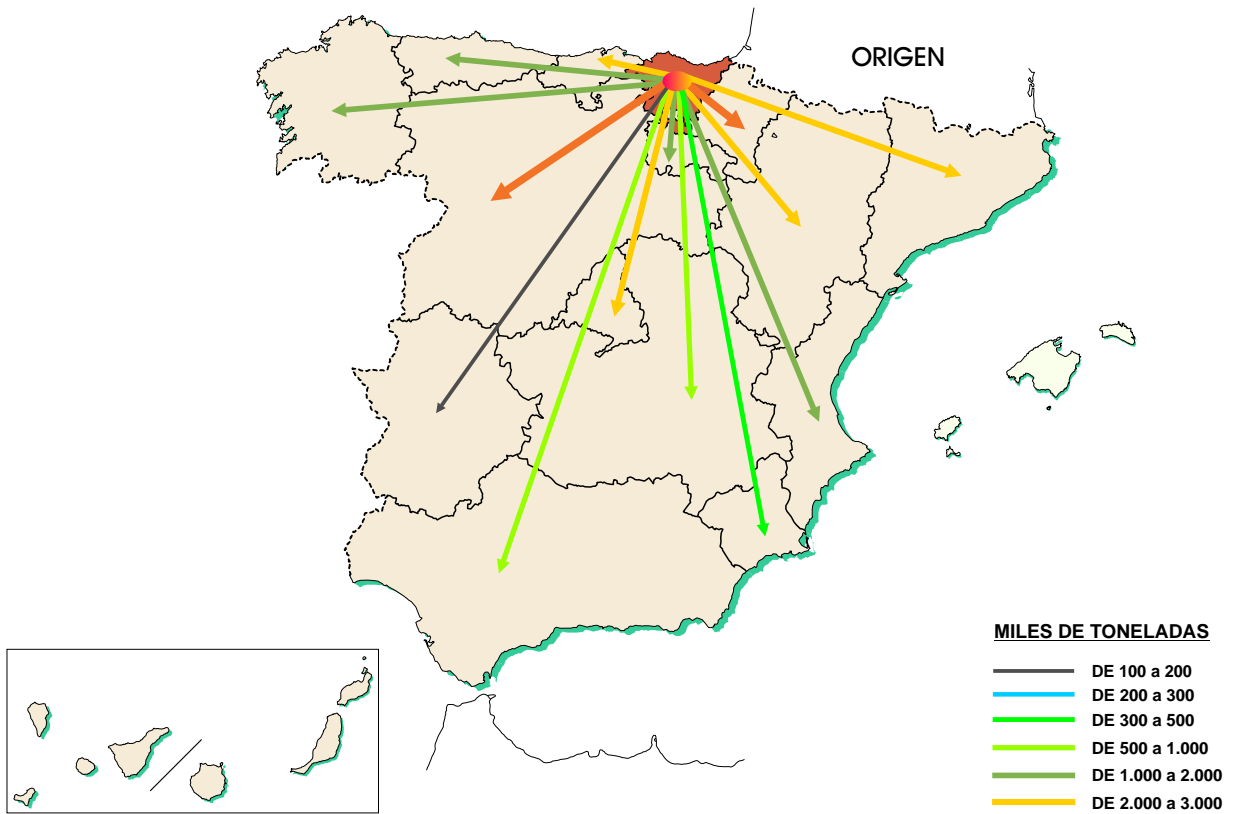 ORIGEN
MILES DE TONELADAS
DE 100 a 200
DE 200 a 300
DE 300 a 500
DE 500 a 1.000
DE 1.000 a 2.000
DE 2.000 a 3.000